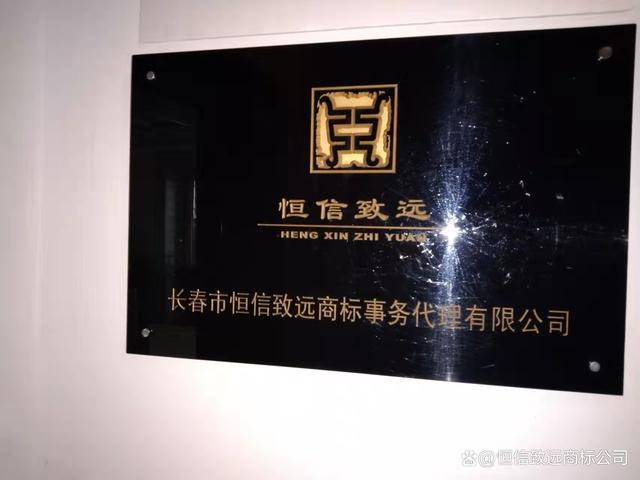 恒信致远
HENG XIN ZHI YUAN
长春市恒信致远商标事务代理有限公司
@恒信致远商标公司